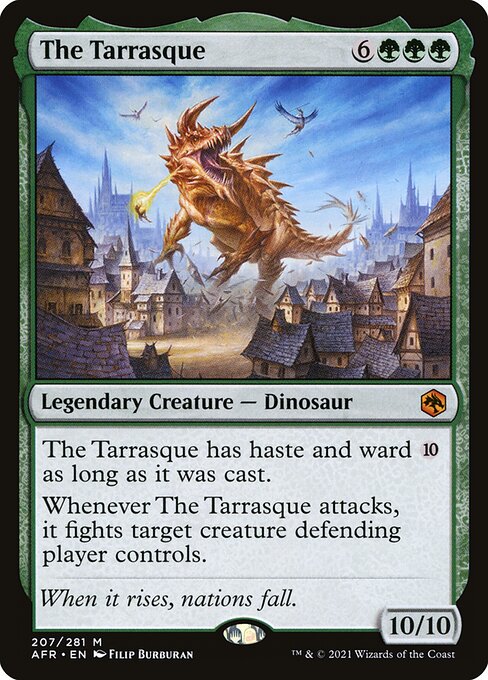 The Tarrasque 6
Legendary Creature — Dinosaur
The Tarrasque has haste and ward 10
as long as it was cast.
Whenever The Tarrasque attacks,
it fights target creature defending
player controls.
When it rises, nations fall.
10/10
207/281 M
AFR • EN Filip Burburan
™ & © 2021 Wizards of the Coast